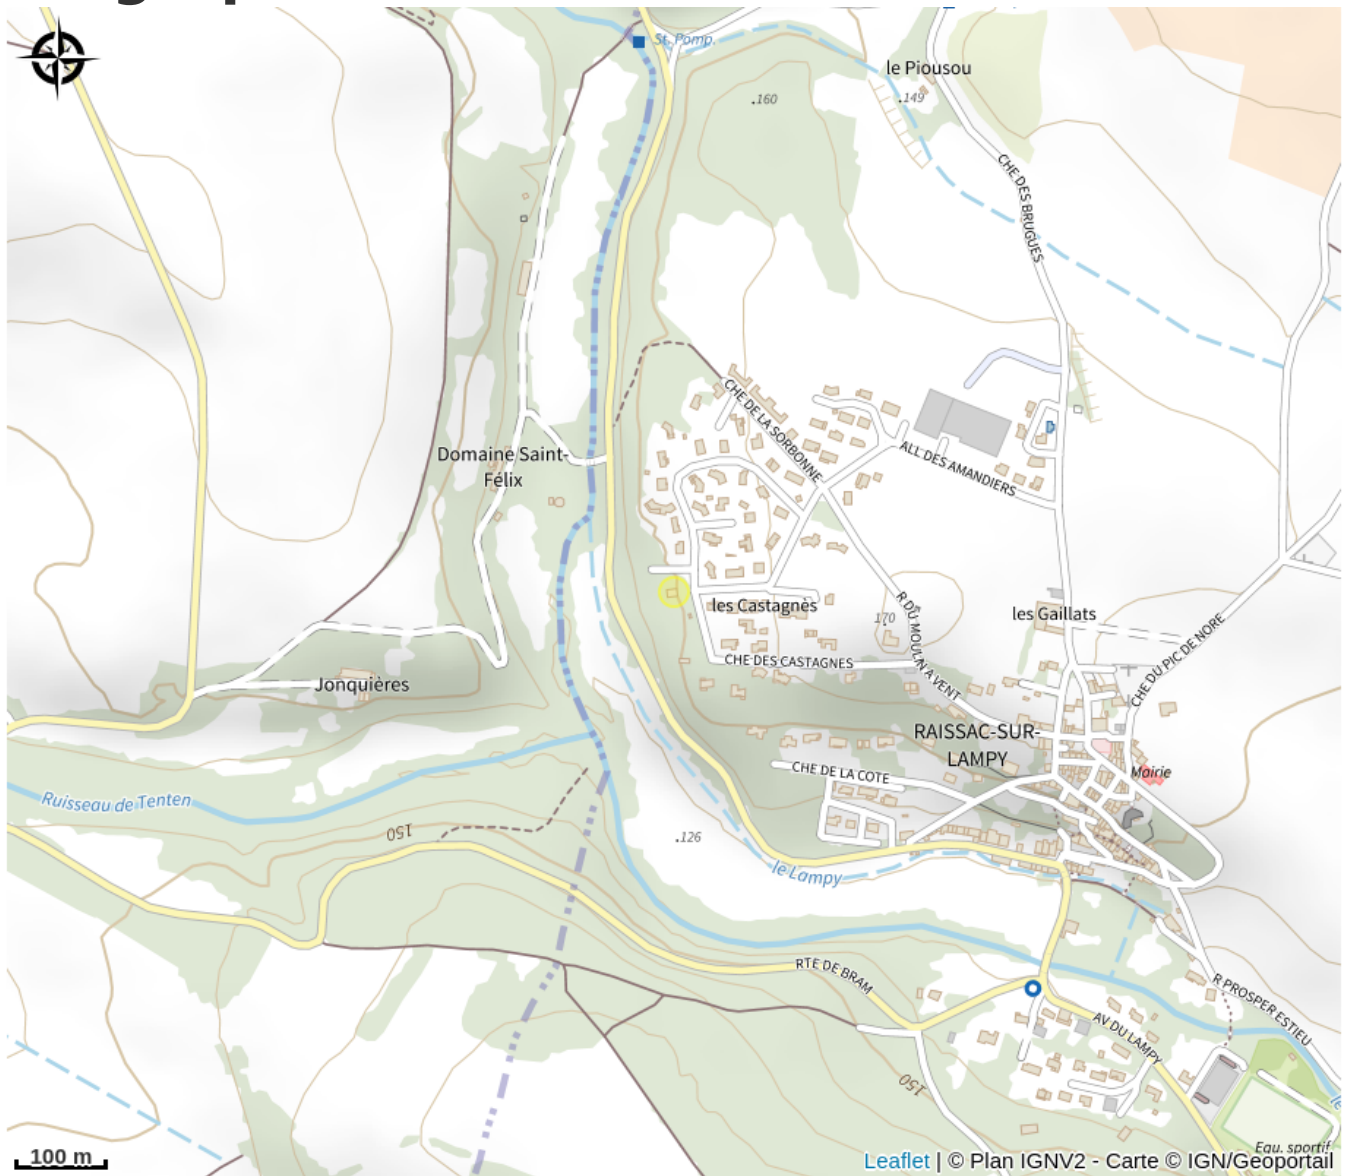 St. Pomp.
le Piousou
.160
.149
CHE DES BRUGUES
CHE DE LA SORBONNE
ALL DES AMANDIERS
Domaine Saint-
Félix
les Castagnès
R DU MOULIN A VENT
170
les Gaillats
CHE DU PIC DE NORE
CHE DES CASTAGNES
Jonquières
RAISSAC-SUR-
LAMPY
Mairie
CHE DE LA COTE
Ruisseau de Tenten
150
.126
le Lampy
RTE DE BRAM
R PROSPER ESTIEU
AV DU LAMPY
150
Equ. sportif
100 m
Leaflet | © Plan IGNV2 - Carte © IGN/Geoportail